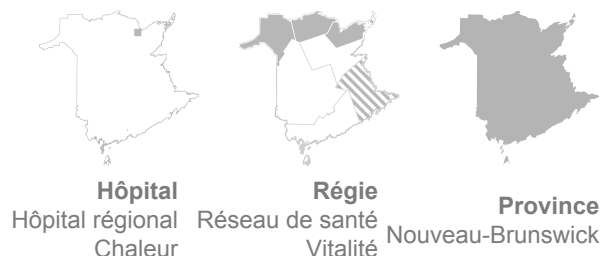 Hôpital
Hôpital régional
Chaleur
Régie
Réseau de santé
Vitalité
Province
Nouveau-Brunswick